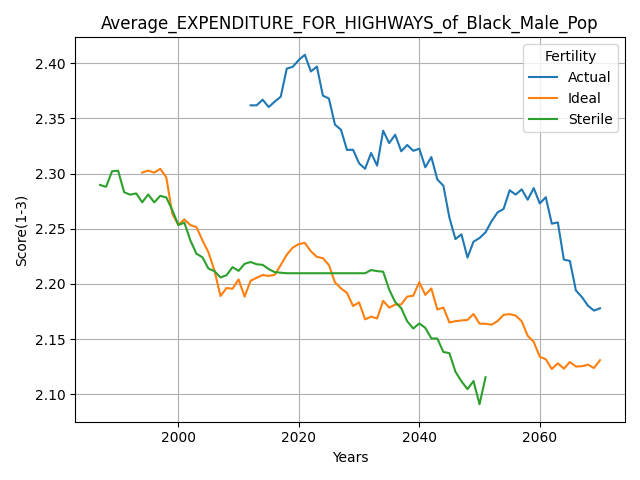 Average_EXPENDITURE_FOR_HIGHWAYS_of_Black_Male_Pop
Fertility
Actual
Ideal
Sterile
Score(1-3)
2.40
2.35
2.30
2.25
2.20
2.15
2.10
2000
2020
2040
2060
Years